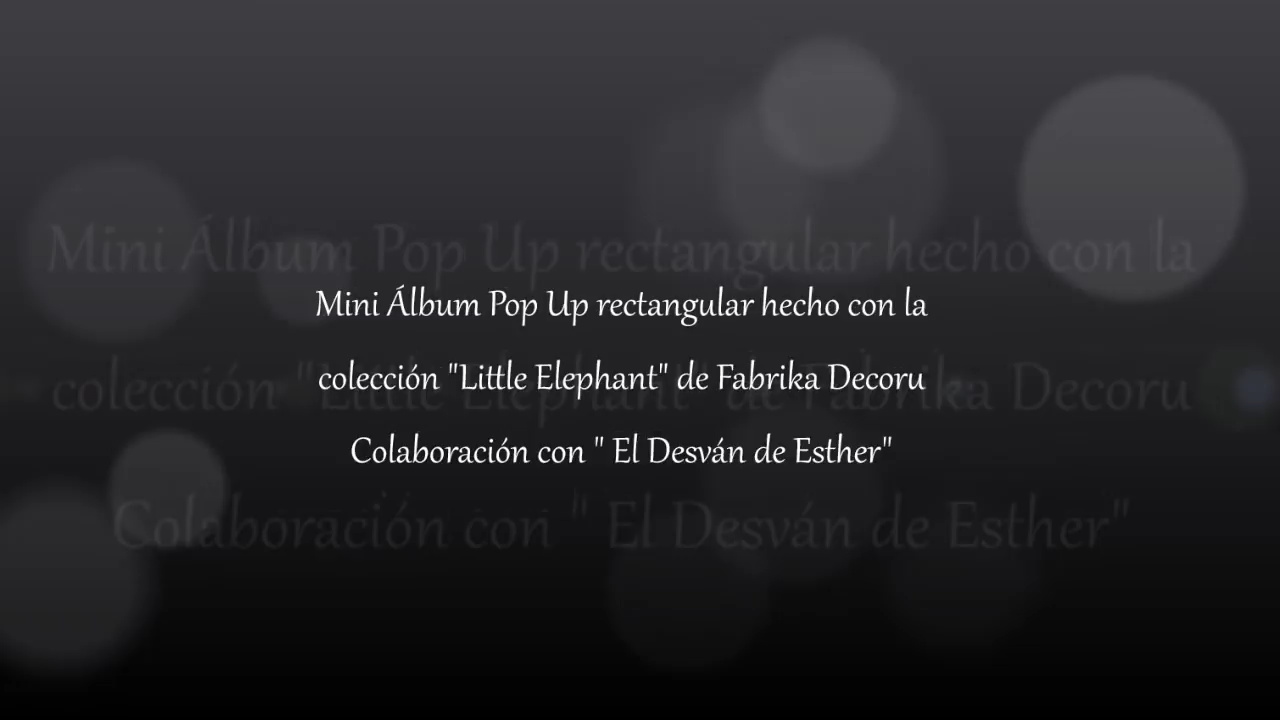 Mini Álbum Pop Up rectangular hecho con la
colección "Little Elephant" de Fabrika Decoru
Colaboración con " El Desván de Esther"